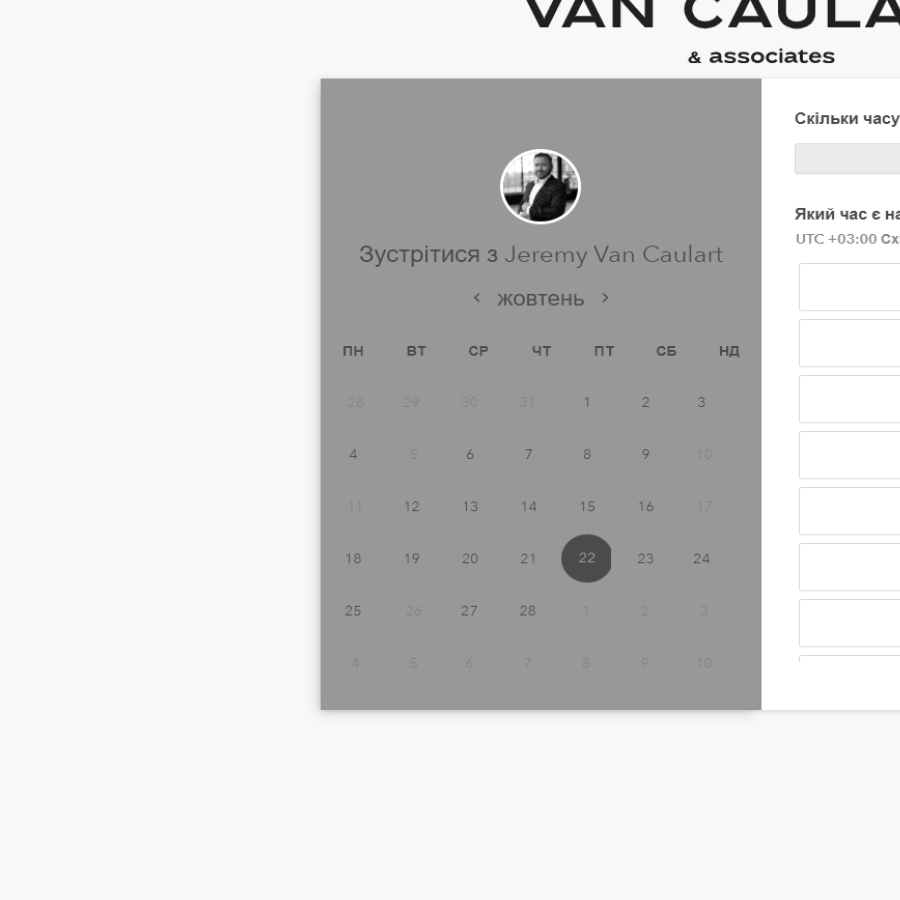 VAN CAULA
& associates
Зустрітися з Jeremy Van Caulart
‹ жовтень ›
ПН ВТ СР ЧТ ПТ СБ НД
28 29 30 31 1 2 3
4 5 6 7 8 9 10
11 12 13 14 15 16 17
18 19 20 21 22 23 24
25 26 27 28 1 2 3
4 5 6 7 8 9 10
Скільки часу
Який час є на
UTC +03:00 Сх